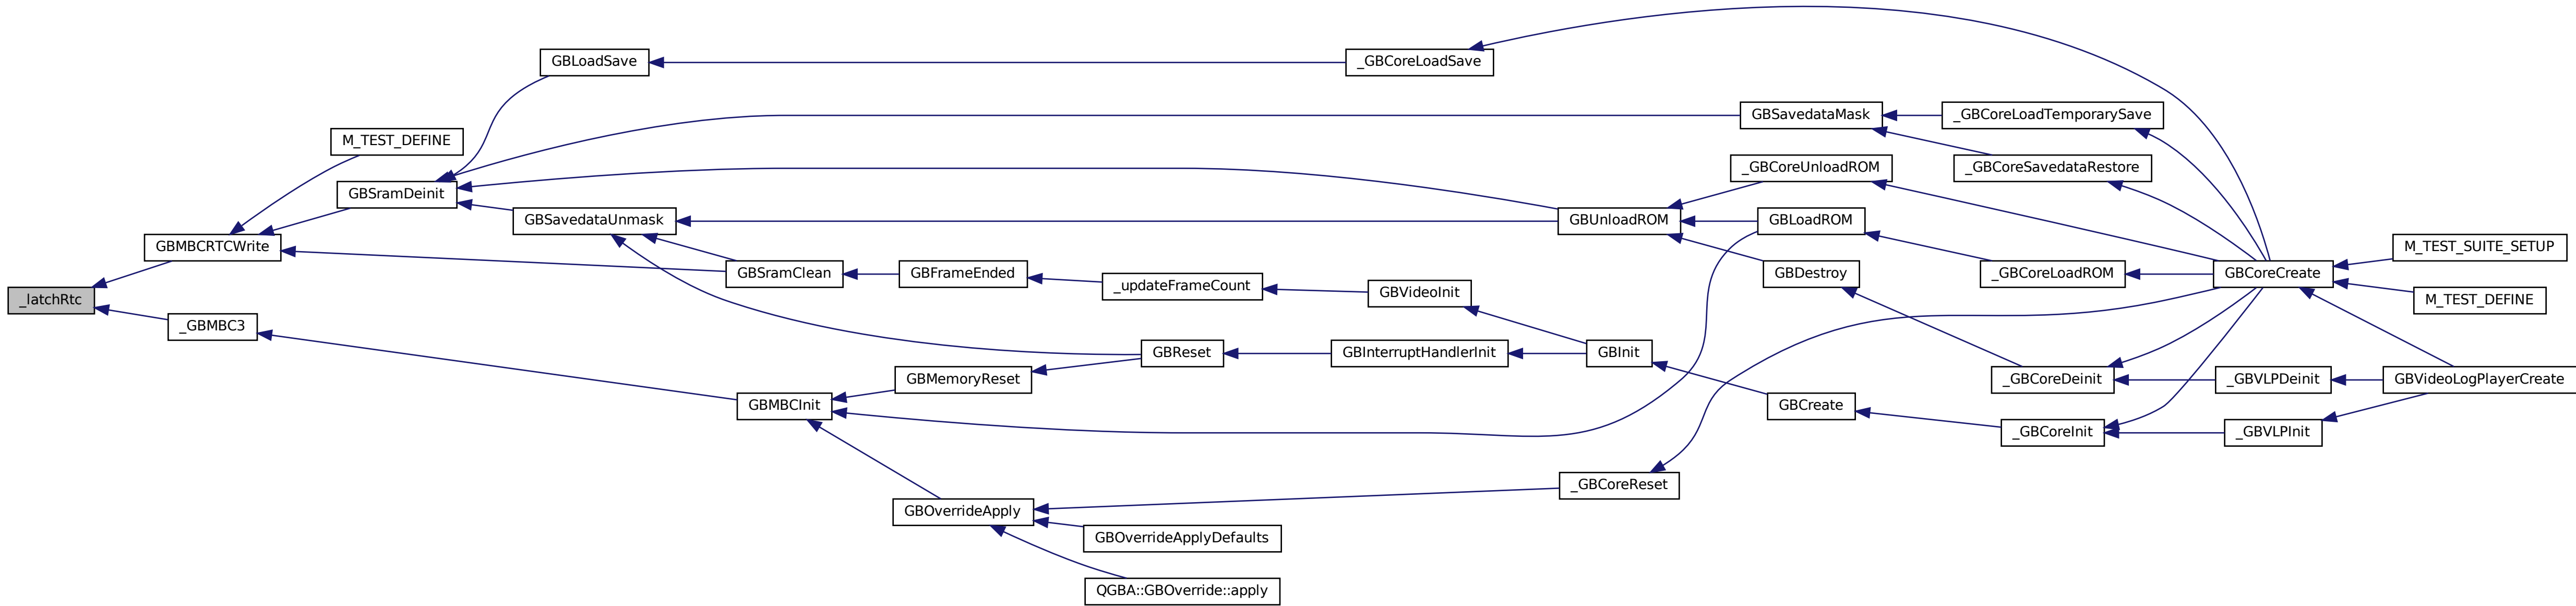 GBLoadSave
_GBCoreLoadSave
GBSavedataMask
_GBCoreLoadTemporarySave
M_TEST_DEFINE
_GBCoreUnloadROM
_GBCoreSavedataRestore
GBSramDeinit
GBSavedataUnmask
GBUnloadROM
GBLoadROM
GBMBCRTCWrite
M_TEST_SUITE_SETUP
GBSramClean
GBFrameEnded
GBDestroy
_GBCoreLoadROM
GBCoreCreate
_updateFrameCount
GBVideoInit
_latchRtc
M_TEST_DEFINE
_GBMBC3
GBReset
GBInterruptHandlerInit
GBInit
GBMemoryReset
_GBCoreDeinit
_GBVLPDeinit
GBVideoLogPlayerCreate
GBMBCInit
GBCreate
_GBCoreInit
_GBVLPInit
_GBCoreReset
GBOverrideApply
GBOverrideApplyDefaults
QGBA::GBOverride::apply